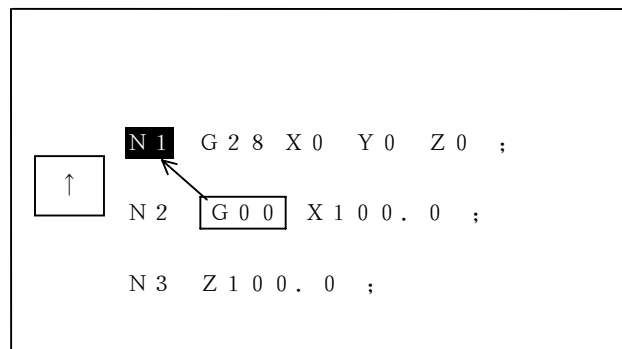 N1 G28 X0 Y0 Z0 ;
↑
N2 G00 X100.0 ;
N3 Z100.0 ;